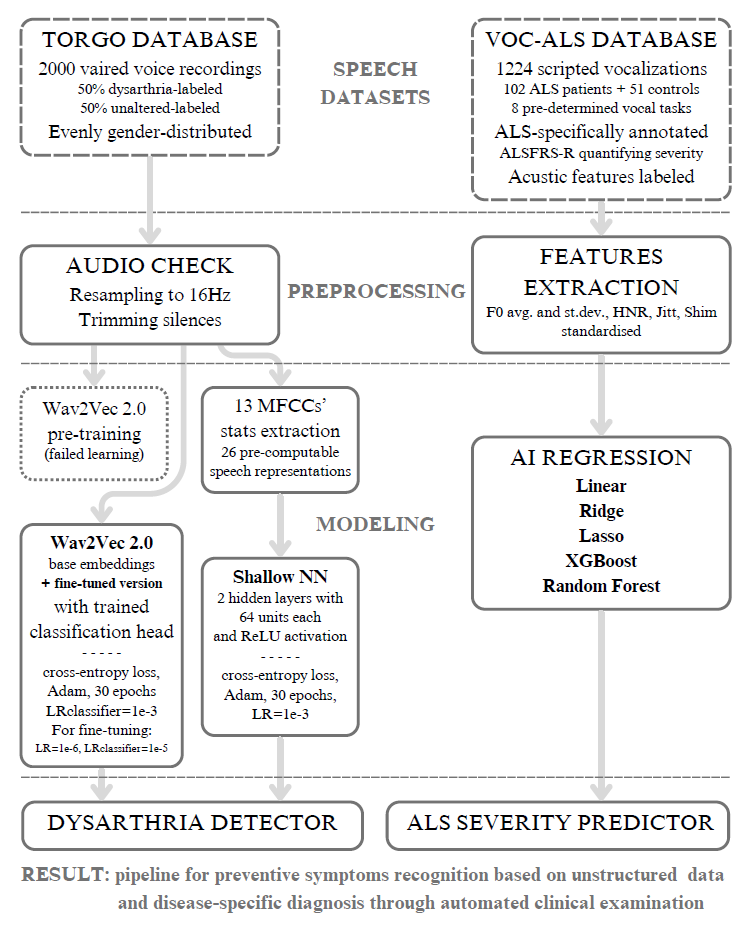 TORGO DATABASE
2000 vaired voice recordings
50% dysarthria-labeled
50% unaltered-labeled
Evenly gender-distributed
SPEECH
DATASETS
VOC-ALS DATABASE
1224 scripted vocalizations
102 ALS patients + 51 controls
8 pre-determined vocal tasks
ALS-specifically annotated
ALSFRS-R quantifying severity
Acustic features labeled
AUDIO CHECK
Resampling to 16Hz
Trimming silences
PREPROCESSING
FEATURES
EXTRACTION
F0 avg. and st.dev., HNR, Jitt, Shim
standardised
Wav2Vec 2.0
pre-training
(failed learning)
13 MFCCs'
stats extraction
26 pre-computable
speech representations
MODELING
AI REGRESSION
Linear
Ridge
Lasso
XGBoost
Random Forest
Wav2Vec 2.0
base embeddings
+ fine-tuned version
with trained
classification head
- - - - -
cross-entropy loss,
Adam, 30 epochs
LRclassifier=1e-3
For fine-tuning:
LR=1e-6, LRclassifier=1e-5
Shallow NN
2 hidden layers with
64 units each
and ReLU activation
- - - - -
cross-entropy loss,
Adam, 30 epochs,
LR=1e-3
DYSARTHRIA DETECTOR
ALS SEVERITY PREDICTOR
RESULT: pipeline for preventive symptoms recognition based on unstructured data
and disease-specific diagnosis through automated clinical examination